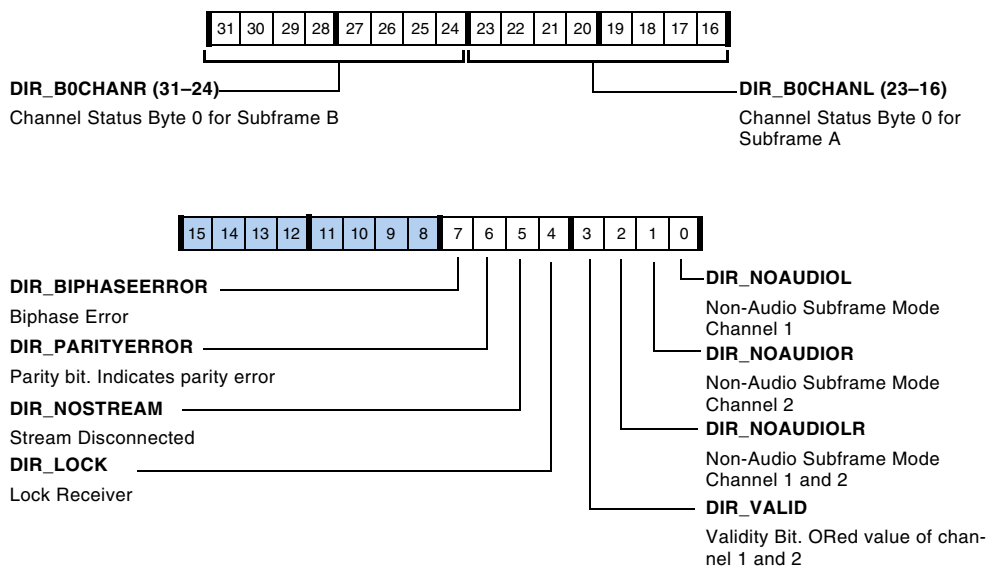 31 30 29 28 27 26 25 24 23 22 21 20 19 18 17 16
DIR_B0CHANR (31–24)
Channel Status Byte 0 for Subframe B
DIR_B0CHANL (23–16)
Channel Status Byte 0 for
Subframe A
15 14 13 12 11 10 9 8 7 6 5 4 3 2 1 0
DIR_BIPHASEERROR
Biphase Error
DIR_PARITYERROR
Parity bit. Indicates parity error
DIR_NOSTREAM
Stream Disconnected
DIR_LOCK
Lock Receiver
DIR_NOAUDIOL
Non-Audio Subframe Mode
Channel 1
DIR_NOAUDIOR
Non-Audio Subframe Mode
Channel 2
DIR_NOAUDIOLR
Non-Audio Subframe Mode
Channel 1 and 2
DIR_VALID
Validity Bit. ORed value of chan-
nel 1 and 2